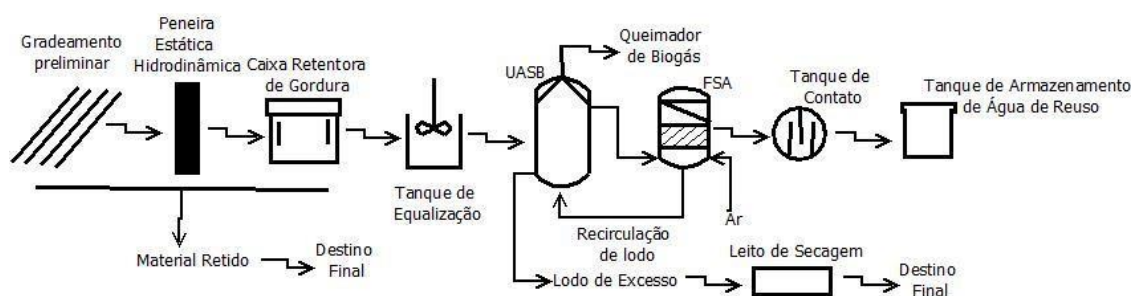 Gradeamento
preliminar
Peneira
Estática
Hidrodinâmica
Caixa Retentora
de Gordura
Tanque de
Equalização
UASB
Queimador
de Biogás
FSA
Tanque de
Contato
Tanque de Armazenamento
de Água de Reuso
Ar
Recirculação
de lodo
Material Retido
Destino
Final
Lodo de Excesso
Leito de Secagem
Destino
Final